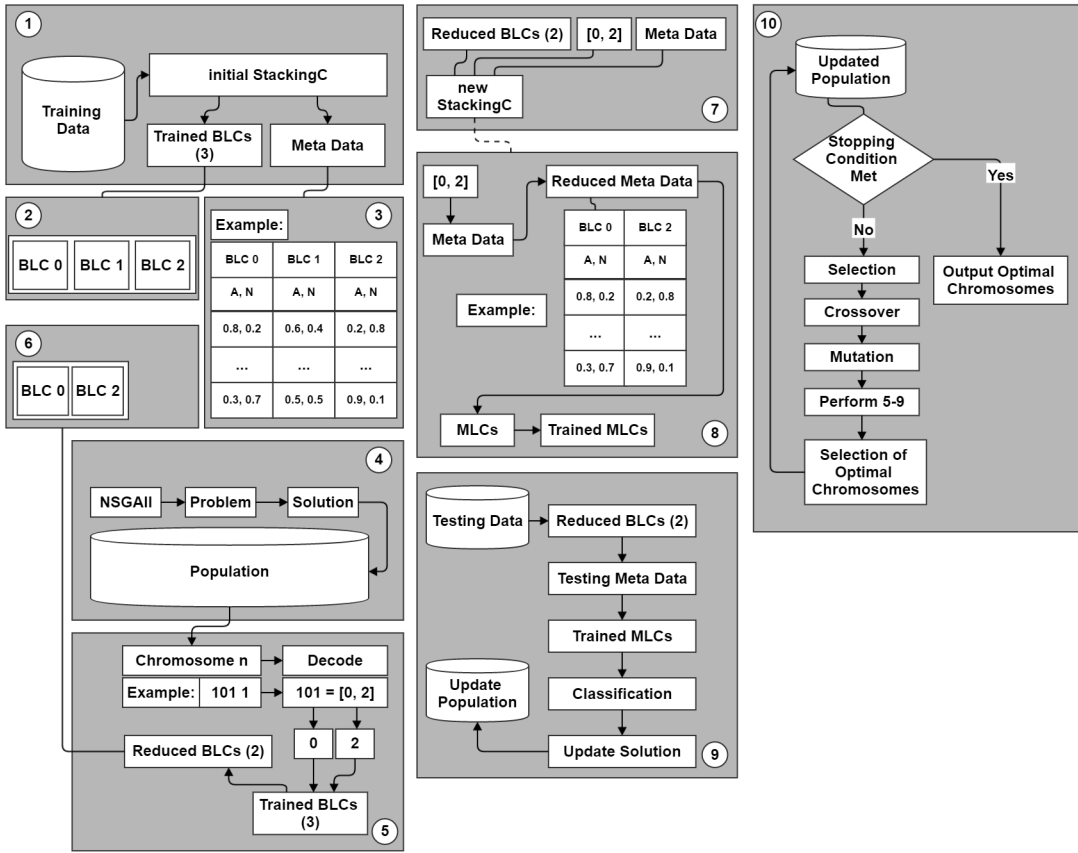 1
Training
Data
initial StackingC
Trained BLCs
(3)
Meta Data
2
BLC 0
BLC 1
BLC 2
3
Example:
BLC 0 BLC 1 BLC 2
A, N A, N A, N
0.8, 0.2 0.6, 0.4 0.2, 0.8
... ... ...
0.3, 0.7 0.5, 0.5 0.9, 0.1
6
BLC 0
BLC 2
4
NSGAII
Problem
Solution
Population
Chromosome n
Decode
Example: 101 1
101 = [0, 2]
0
2
Reduced BLCs (2)
Trained BLCs
(3)
5
Reduced BLCs (2)
[0, 2]
Meta Data
new
StackingC
7
[0, 2]
Reduced Meta Data
Meta Data
BLC 0 BLC 2
A, N A, N
Example:
0.8, 0.2 0.2, 0.8
... ...
0.3, 0.7 0.9, 0.1
MLCs
Trained MLCs
8
Testing Data
Reduced BLCs (2)
Testing Meta Data
Trained MLCs
Update
Population
Classification
Update Solution
9
10
Updated
Population
Stopping
Condition
Met
Yes
No
Selection
Output Optimal
Chromosomes
Crossover
Mutation
Perform 5-9
Selection of
Optimal
Chromosomes